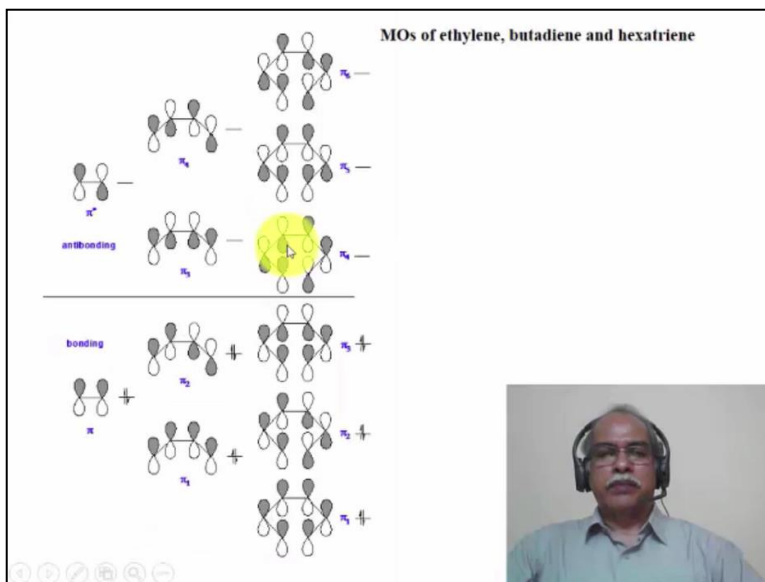 MOs of ethylene, butadiene and hexatriene
π6
π4
π5
π*
antibonding
π3
π4
bonding
π3
π2
π
π2
π1
π1